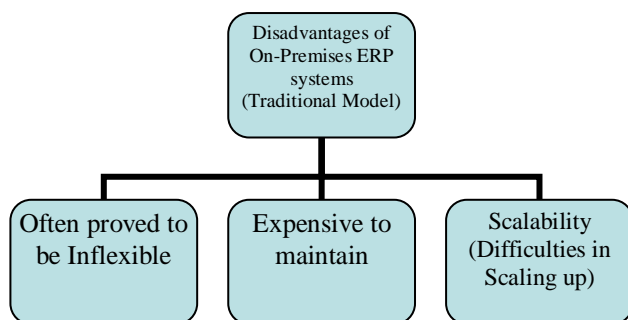 Disadvantages of
On-Premises ERP
systems
(Traditional Model)
Often proved to
be Inflexible
Expensive to
maintain
Scalability
(Difficulties in
Scaling up)